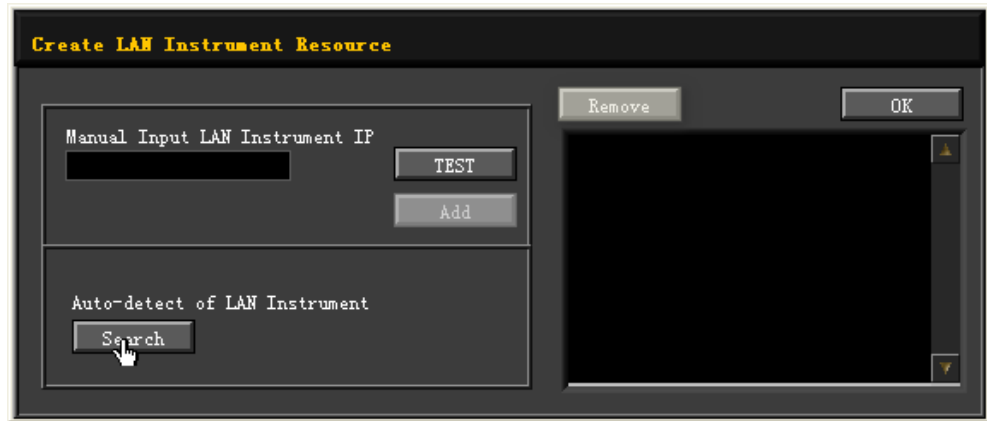 Create LAN Instrument Resource
Manual Input LAN Instrument IP
TEST
Add
Auto-detect of LAN Instrument
Search
Remove
OK